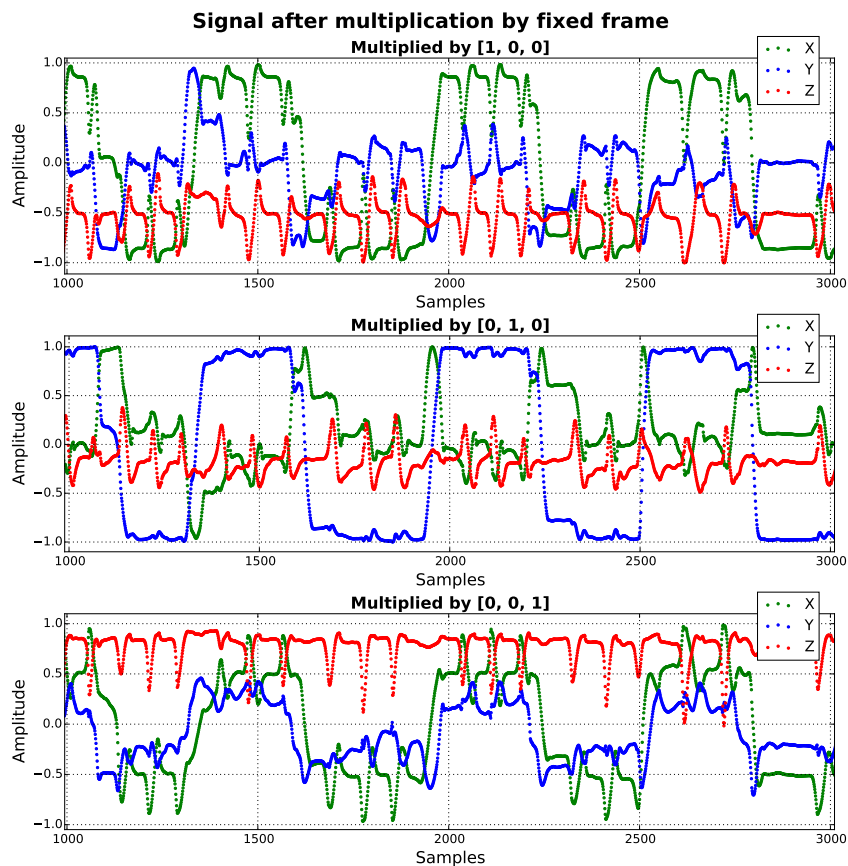 Signal after multiplication by fixed frame
Multiplied by [1, 0, 0]
X
Y
Z
1.0
0.5
0.0
−0.5
−1.0
Amplitude
1000 1500 2000 2500 3000
Samples
Multiplied by [0, 1, 0]
X
Y
Z
1.0
0.5
0.0
−0.5
−1.0
Amplitude
1000 1500 2000 2500 3000
Samples
Multiplied by [0, 0, 1]
X
Y
Z
1.0
0.5
0.0
−0.5
−1.0
Amplitude
1000 1500 2000 2500 3000
Samples